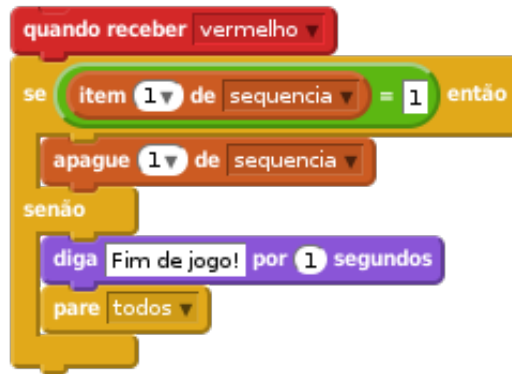 quando receber vermelho
se item 1 de sequencia = 1 então
apague 1 de sequencia
senão
diga Fim de jogo! por 1 segundos
pare todos